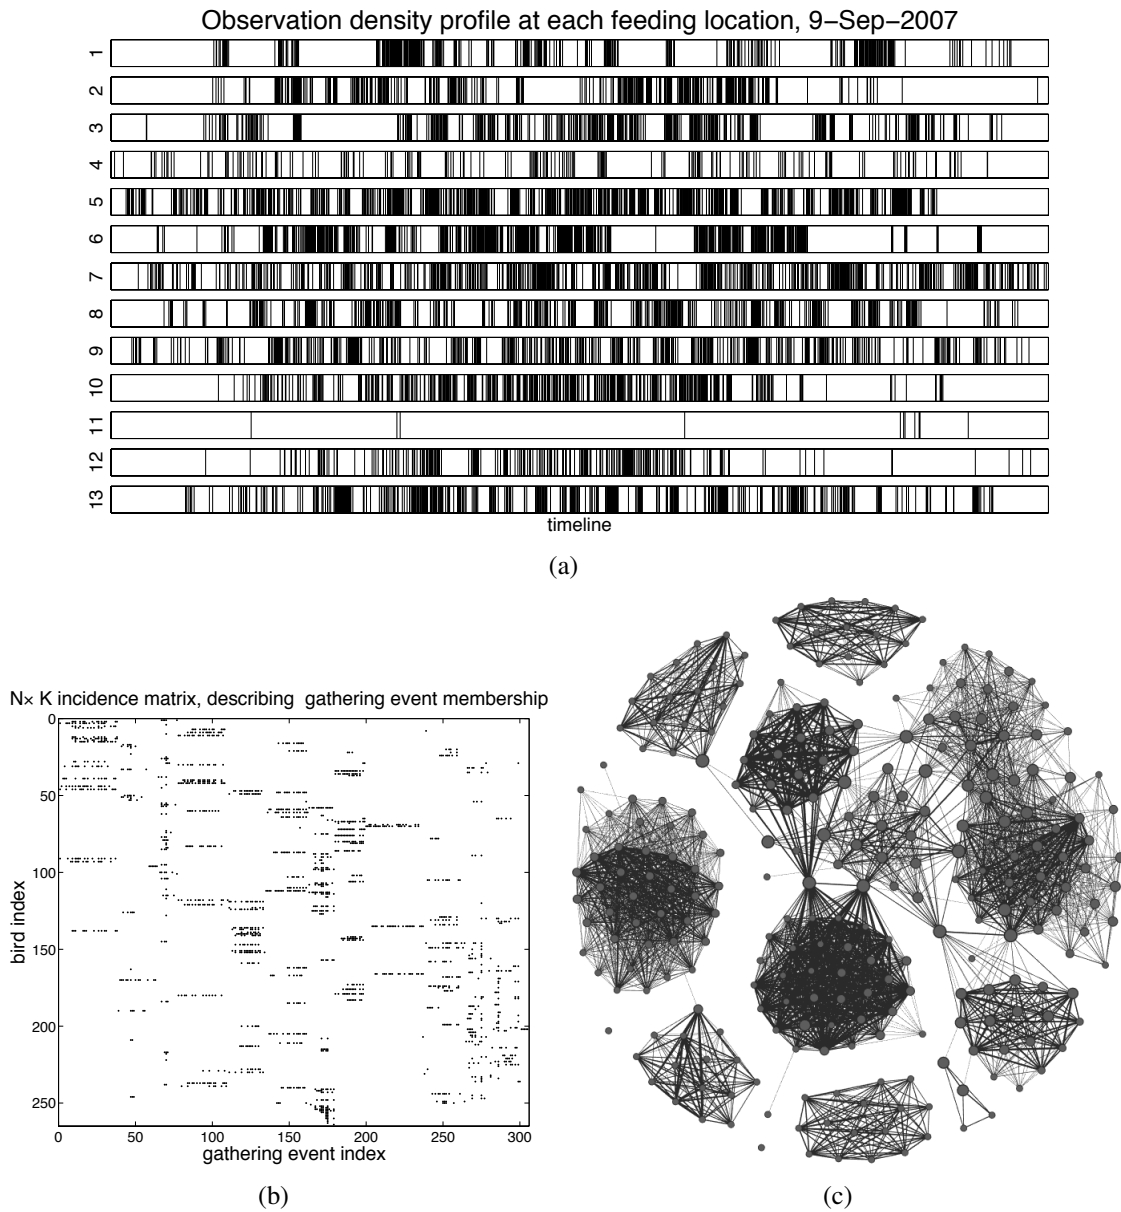 Observation density profile at each feeding location, 9−Sep−2007
1
2
3
4
5
6
7
8
9
10
11
12
13
timeline
(a)
N× K incidence matrix, describing gathering event membership
0
50
100
150
200
250
bird index
0 50 100 150 200 250 300
gathering event index
(b)
(c)